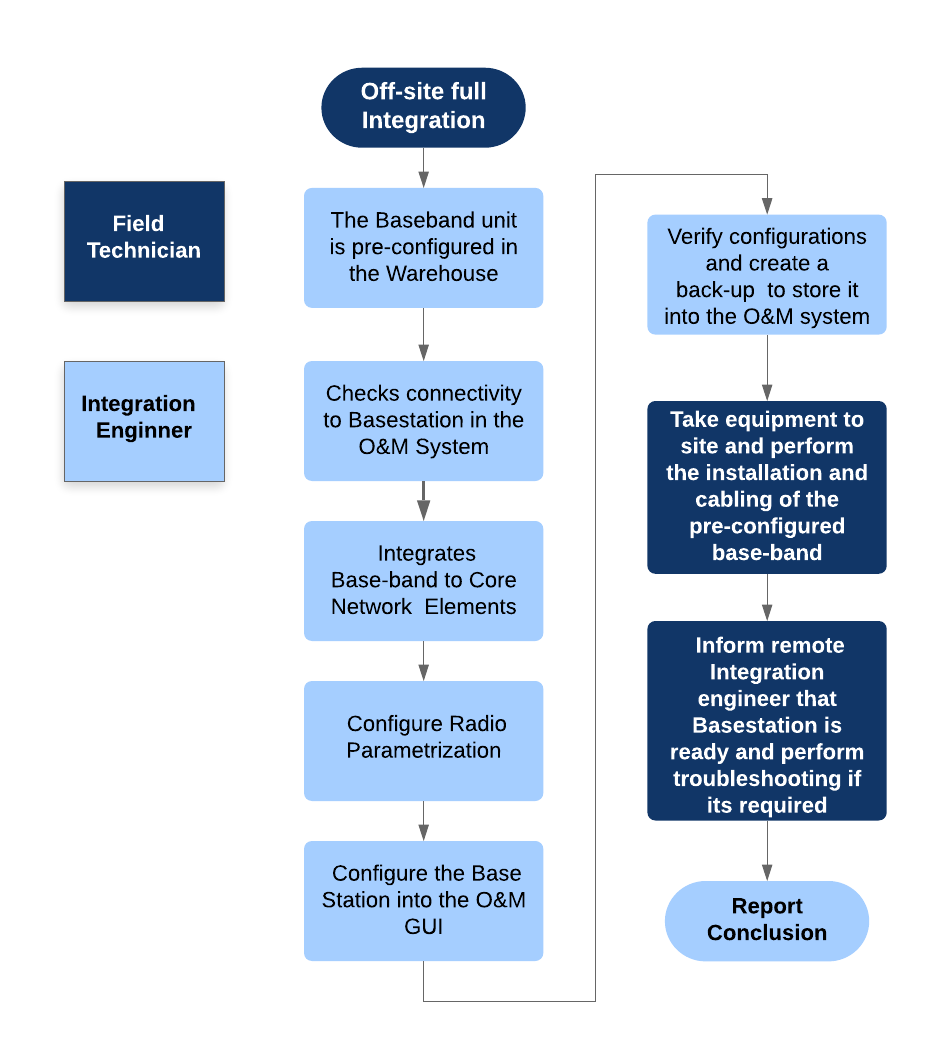 Off-site full
Integration
Field
Technician
Integration
Enginner
The Baseband unit
is pre-configured in
the Warehouse
Checks connectivity
to Basestation in the
O&M System
Integrates
Base-band to Core
Network  Elements
Configure Radio
Parametrization
Configure the Base
Station into the O&M
GUI
Verify configurations
and create a
back-up  to store it
into the O&M system
Take equipment to
site and perform
the installation and
cabling of the
pre-configured
base-band
Inform remote
Integration
engineer that
Basestation is
ready and perform
troubleshooting if
its required
Report
Conclusion